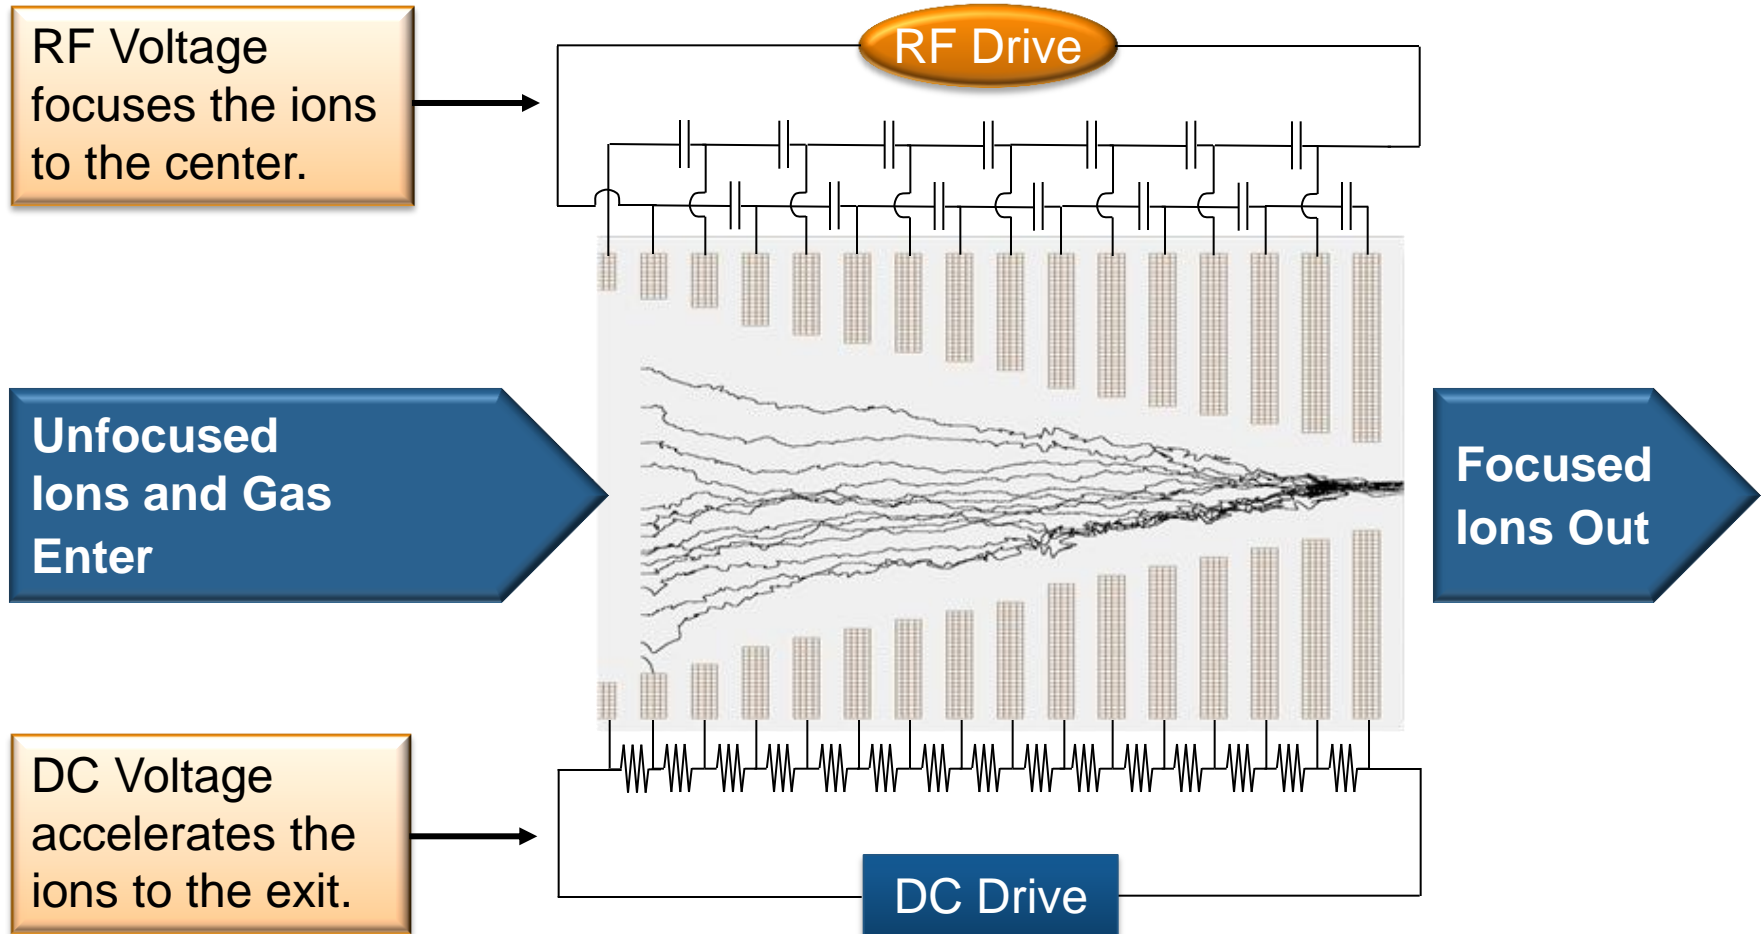 RF Voltage
focuses the ions
to the center.
RF Drive
Unfocused
Ions and Gas
Enter
Focused
Ions Out
DC Voltage
accelerates the
ions to the exit.
DC Drive